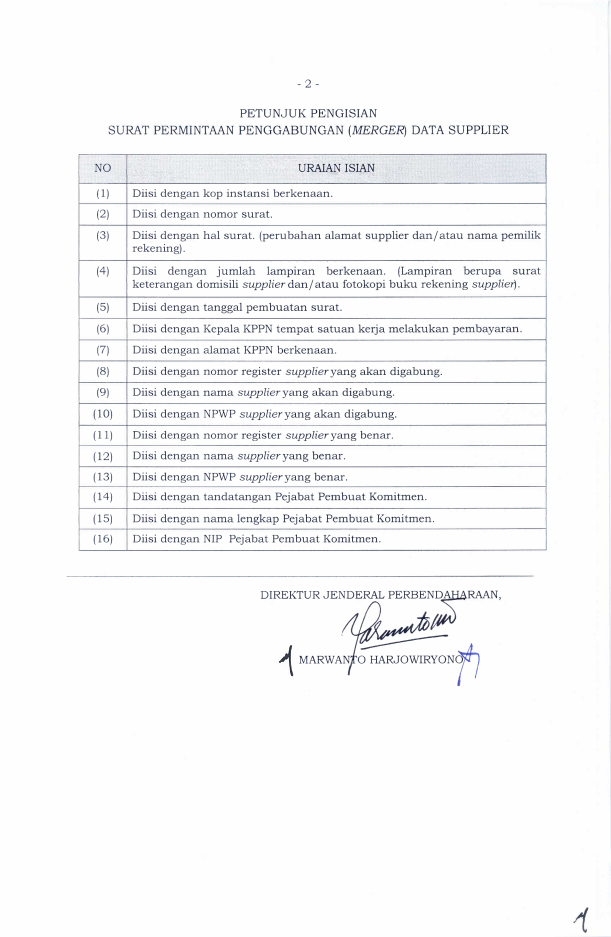 - 2 -
PETUNJUK PENGISIAN
SURAT PERMINTAAN PENGGABUNGAN (MERGER) DATA SUPPLIER
NO URAIAN ISIAN
(1) Diisi dengan kop instansi berkenaan.
(2) Diisi dengan nomor surat.
(3) Diisi dengan hal surat. (perubahan alamat supplier dan/atau nama pemilik
rekening).
(4) Diisi dengan jumlah lampiran berkenaan. (Lampiran berupa surat
keterangan domisili supplier dan/atau fotokopi buku rekening supplier).
(5) Diisi dengan tanggal pembuatan surat.
(6) Diisi dengan Kepala KPPN tempat satuan kerja melakukan pembayaran.
(7) Diisi dengan alamat KPPN berkenaan.
(8) Diisi dengan nomor register supplier yang akan digabung.
(9) Diisi dengan nama supplier yang akan digabung.
(10) Diisi dengan NPWP supplier yang akan digabung.
(11) Diisi dengan nomor register supplier yang benar.
(12) Diisi dengan nama supplier yang benar.
(13) Diisi dengan NPWP supplier yang benar.
(14) Diisi dengan tandatangan Pejabat Pembuat Komitmen.
(15) Diisi dengan nama lengkap Pejabat Pembuat Komitmen.
(16) Diisi dengan NIP Pejabat Pembuat Komitmen.
DIREKTUR JENDERAL PERBENDAHARAAN,
MARWANTO HARJOWIRYONO